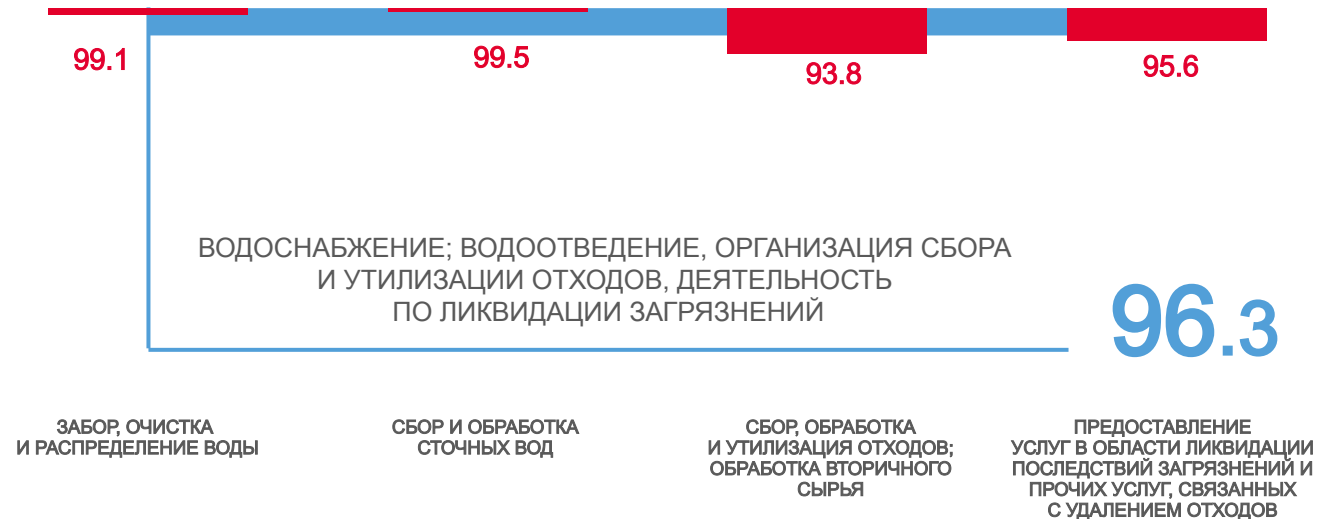 99.1
99.5
93.8
95.6
ВОДОСНАБЖЕНИЕ; ВОДООТВЕДЕНИЕ, ОРГАНИЗАЦИЯ СБОРА
И УТИЛИЗАЦИИ ОТХОДОВ, ДЕЯТЕЛЬНОСТЬ
ПО ЛИКВИДАЦИИ ЗАГРЯЗНЕНИЙ
96.3
ЗАБОР, ОЧИСТКА
И РАСПРЕДЕЛЕНИЕ ВОДЫ
СБОР И ОБРАБОТКА
СТОЧНЫХ ВОД
СБОР, ОБРАБОТКА
И УТИЛИЗАЦИЯ ОТХОДОВ;
ОБРАБОТКА ВТОРИЧНОГО
СЫРЬЯ
ПРЕДОСТАВЛЕНИЕ
УСЛУГ В ОБЛАСТИ ЛИКВИДАЦИИ
ПОСЛЕДСТВИЙ ЗАГРЯЗНЕНИЙ И
ПРОЧИХ УСЛУГ, СВЯЗАННЫХ
С УДАЛЕНИЕМ ОТХОДОВ